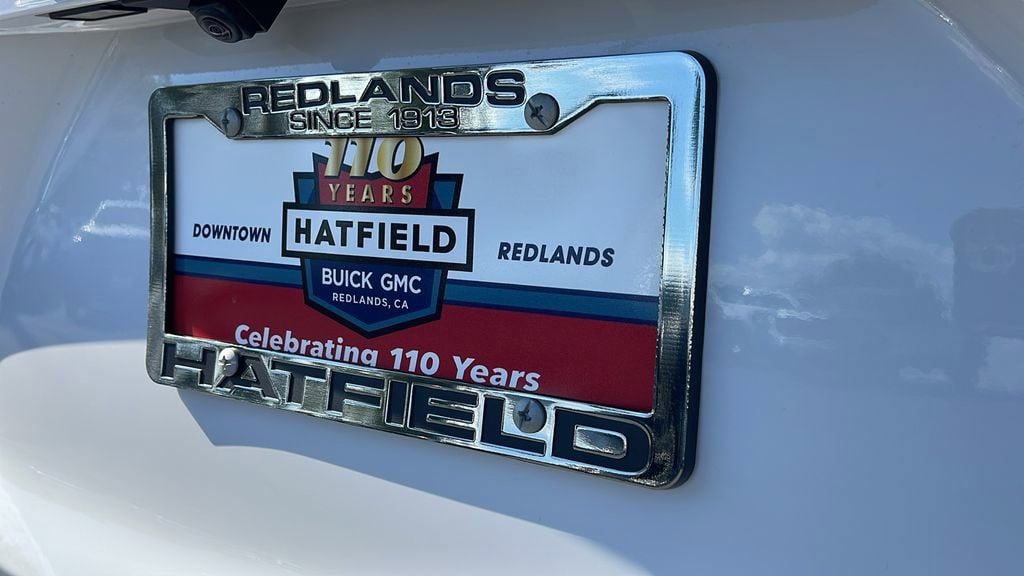 REDLANDS
SINCE 1913
110
YEARS
DOWNTOWN
HATFIELD
REDLANDS
BUICK GMC
REDLANDS, CA
Celebrating 110 Years
HATFIELD